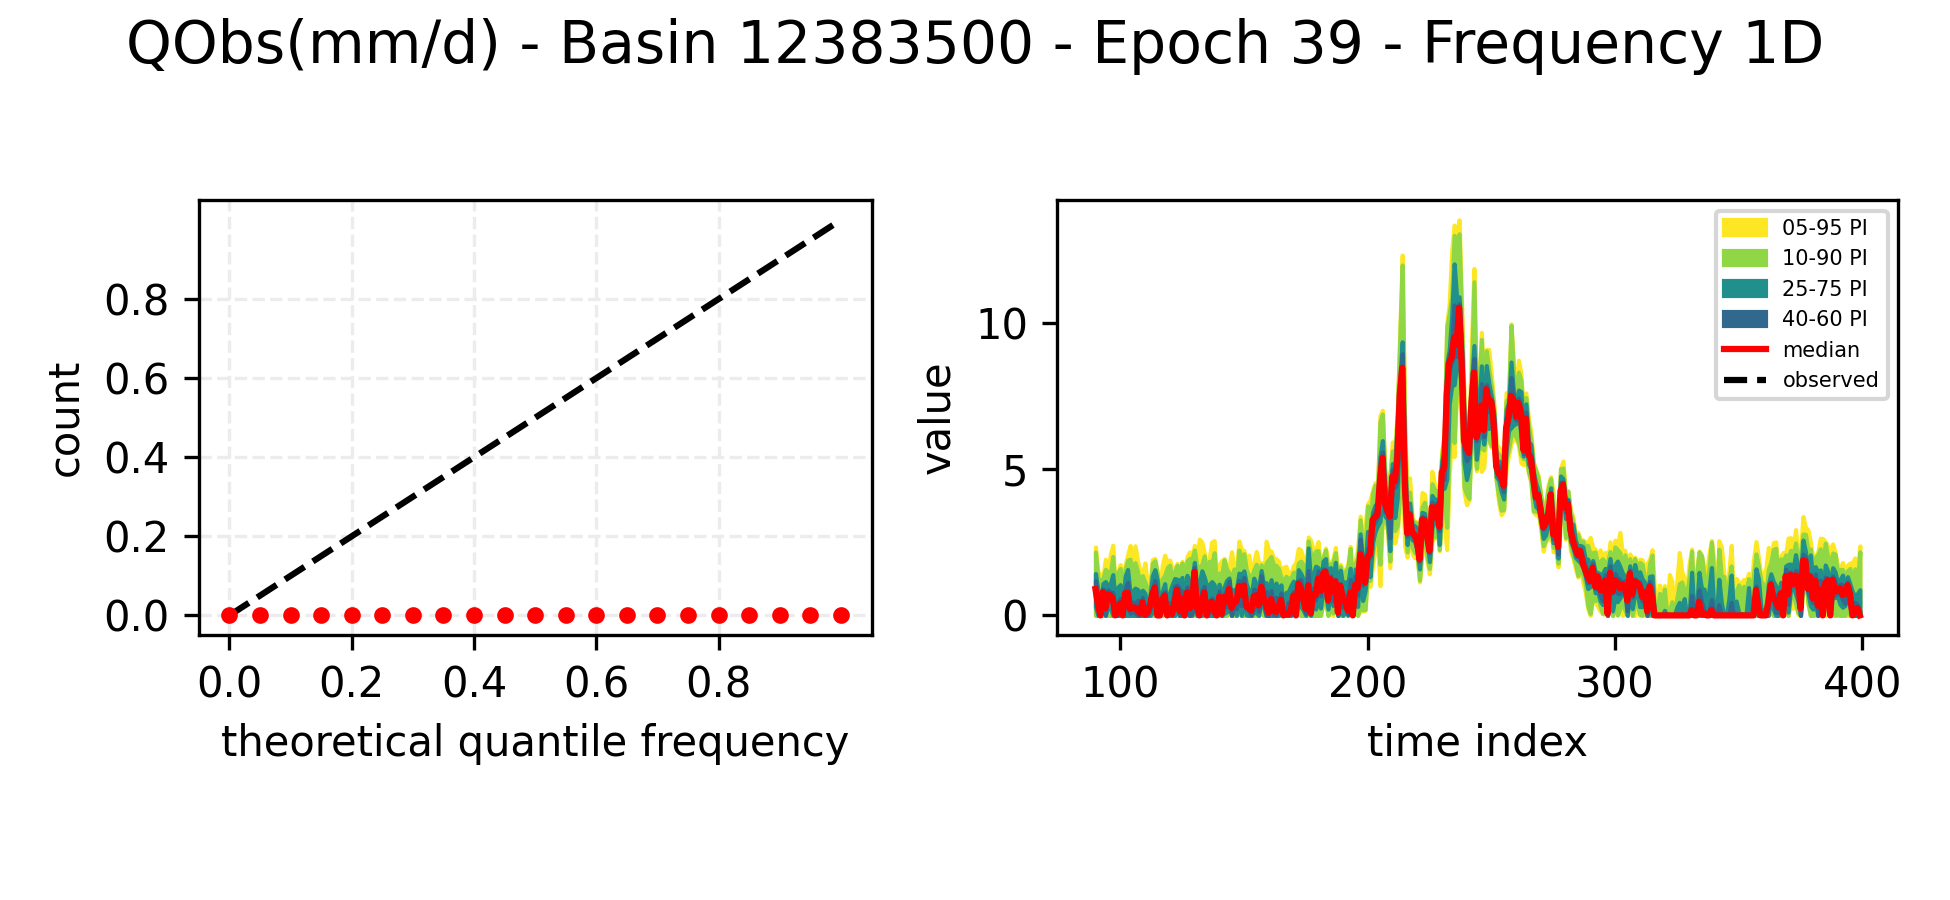 QObs(mm/d) - Basin 12383500 - Epoch 39 - Frequency 1D
0.8
0.6
0.4
0.2
0.0
count
0.0 0.2 0.4 0.6 0.8
theoretical quantile frequency
10
5
0
value
05-95 PI
10-90 PI
25-75 PI
40-60 PI
median
observed
100 200 300 400
time index